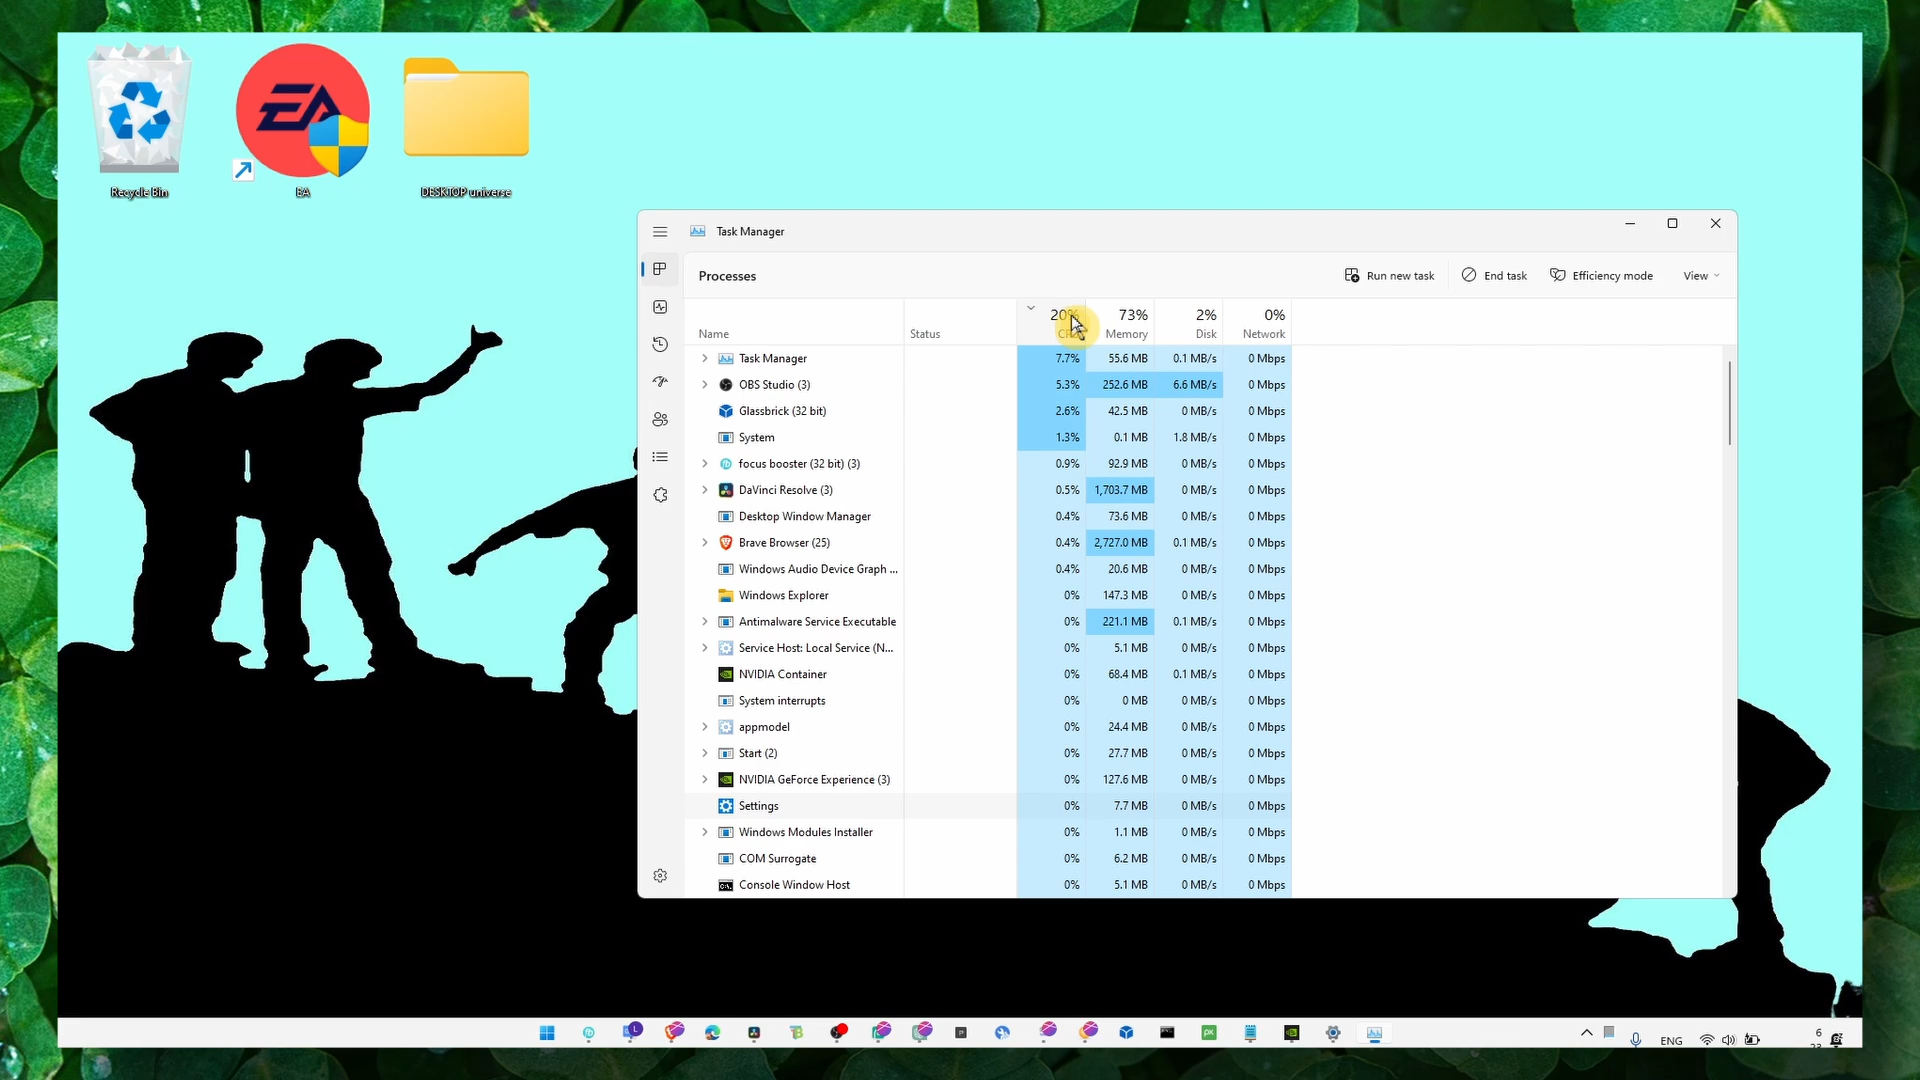 Recycle Bin
EA
EA
DESKTOP universe
Task Manager
Processes
Run new task
End task
Efficiency mode
View
20% 73% 2% 0%
Name Status Memory Disk Network
Task Manager 7.7% 55.6 MB 0.1 MB/s 0 Mbps
OBS Studio (3) 5.3% 252.6 MB 6.6 MB/s 0 Mbps
Glassbrick (32 bit) 2.6% 42.5 MB 0 MB/s 0 Mbps
System 1.3% 0.1 MB 1.8 MB/s 0 Mbps
focus booster (32 bit) (3) 0.9% 92.9 MB 0 MB/s 0 Mbps
DaVinci Resolve (3) 0.5% 1,703.7 MB 0 MB/s 0 Mbps
Desktop Window Manager 0.4% 73.6 MB 0 MB/s 0 Mbps
Brave Browser (25) 0.4% 2,727.0 MB 0.1 MB/s 0 Mbps
Windows Audio Device Graph ... 0.4% 20.6 MB 0 MB/s 0 Mbps
Windows Explorer 0% 147.3 MB 0 MB/s 0 Mbps
Antimalware Service Executable 0% 221.1 MB 0.1 MB/s 0 Mbps
Service Host: Local Service (N... 0% 5.1 MB 0 MB/s 0 Mbps
NVIDIA Container 0% 68.4 MB 0.1 MB/s 0 Mbps
System interrupts 0% 0 MB 0 MB/s 0 Mbps
appmodel 0% 24.4 MB 0 MB/s 0 Mbps
Start (2) 0% 27.7 MB 0 MB/s 0 Mbps
NVIDIA GeForce Experience (3) 0% 127.6 MB 0 MB/s 0 Mbps
Settings 0% 7.7 MB 0 MB/s 0 Mbps
Windows Modules Installer 0% 1.1 MB 0 MB/s 0 Mbps
COM Surrogate 0% 6.2 MB 0 MB/s 0 Mbps
Console Window Host 0% 5.1 MB 0 MB/s 0 Mbps
ENG
6